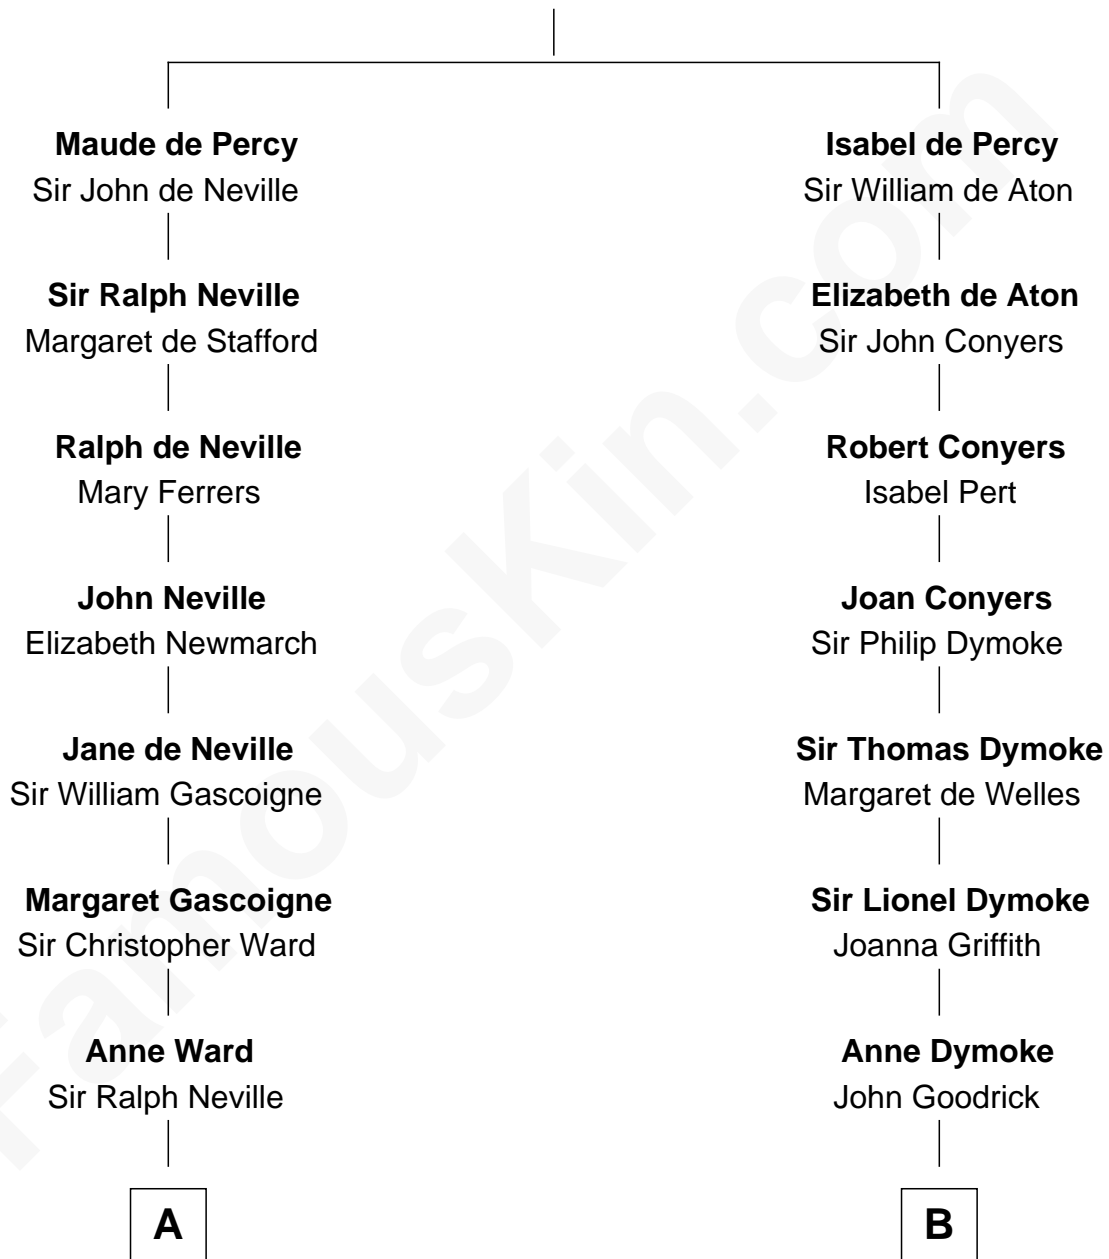 Maude de Percy
Sir John de Neville
Isabel de Percy
Sir William de Aton
Sir Ralph Neville
Margaret de Stafford
Elizabeth de Aton
Sir John Conyers
Ralph de Neville
Mary Ferrers
Robert Conyers
Isabel Pert
John Neville
Elizabeth Newmarch
Joan Conyers
Sir Philip Dymoke
Jane de Neville
Sir William Gascoigne
Sir Thomas Dymoke
Margaret de Welles
Margaret Gascoigne
Sir Christopher Ward
Sir Lionel Dymoke
Joanna Griffith
Anne Ward
Sir Ralph Neville
Anne Dymoke
John Goodrick
A
B
FamousKin.com